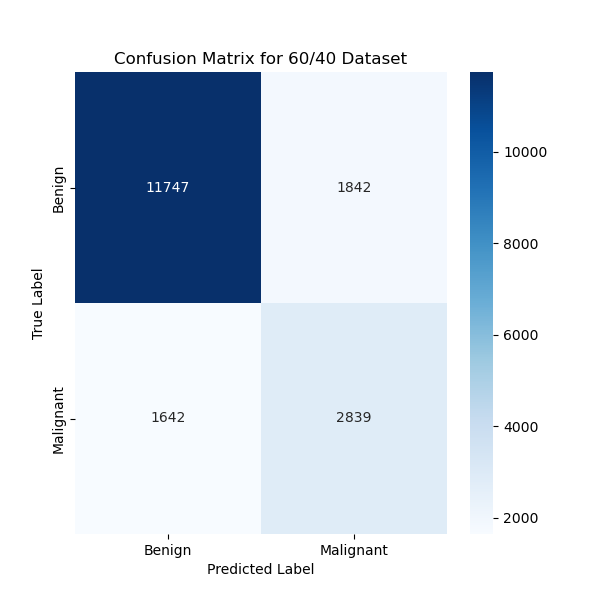 Confusion Matrix for 60/40 Dataset
Benign
11747
1842
True Label
Malignant
1642
2839
Benign
Malignant
Predicted Label
10000
8000
6000
4000
2000